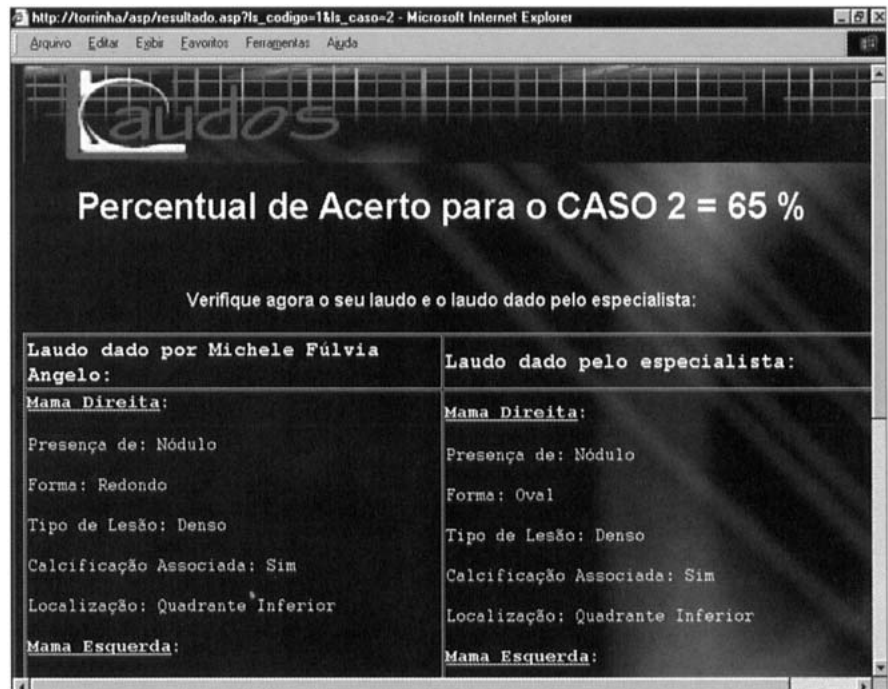 http://torrinha/asp/resultado.asp?ls_codigo=1&ls_caso=2 - Microsoft Internet Explorer
Arquivo Editar Exibir Favoritos Ferramentas Ajuda
Laudos
Percentual de Acerto para o CASO 2 = 65 %
Verifique agora o seu laudo e o laudo dado pelo especialista:
Laudo dado por Michele Fúlvia
Angelo:
Mama Direita:
Presença de: Nódulo
Forma: Redondo
Tipo de Lesão: Denso
Calcificação Associada: Sim
Localização: Quadrante Inferior
Mama Esquerda:
Laudo dado pelo especialista:
Mama Direita:
Presença de: Nódulo
Forma: Oval
Tipo de Lesão: Denso
Calcificação Associada: Sim
Localização: Quadrante Inferior
Mama Esquerda: